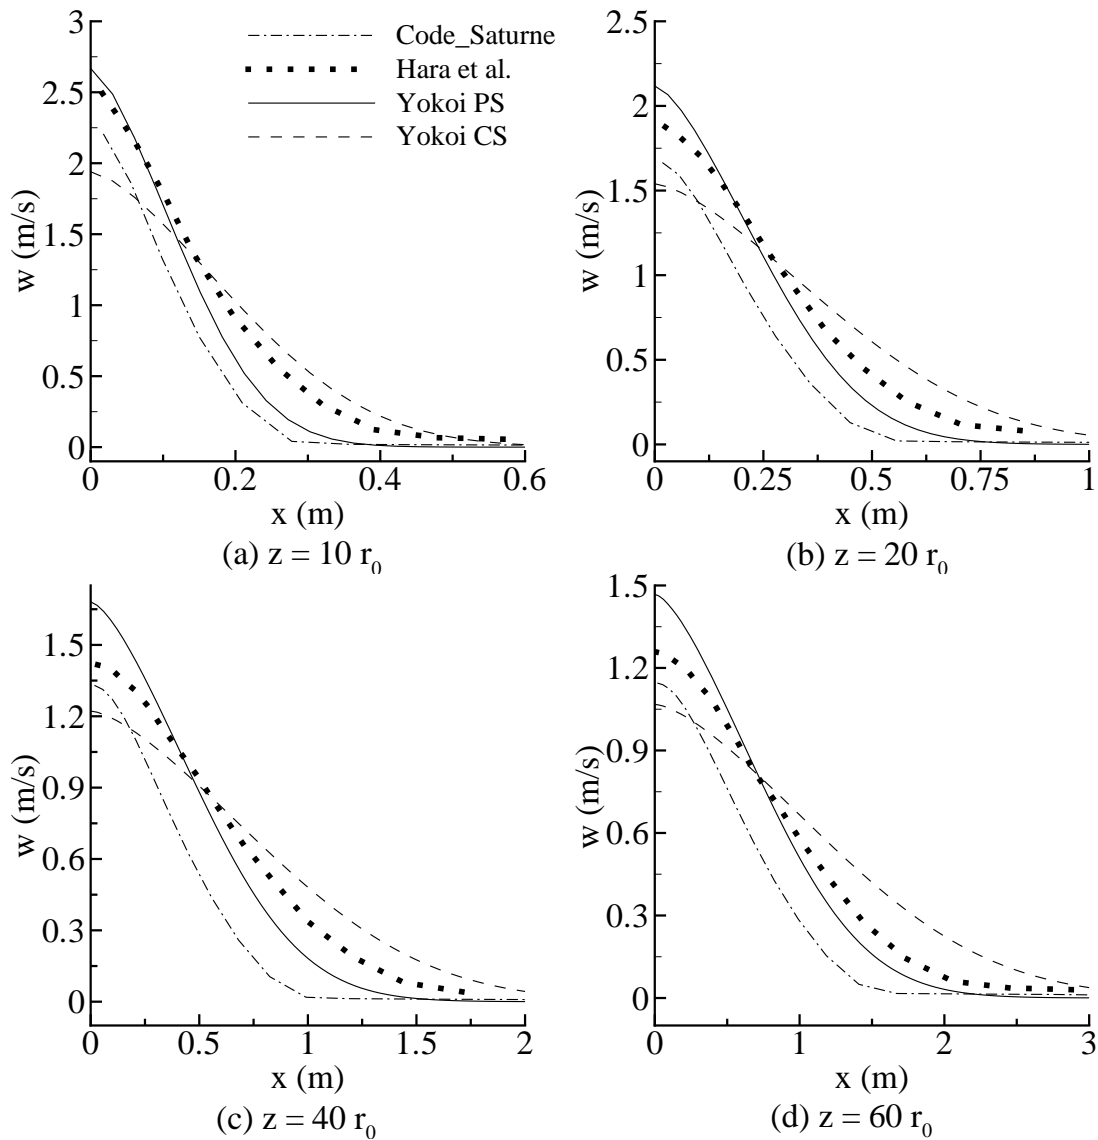 Code_Saturne
Hara et al.
Yokoi PS
Yokoi CS
w (m/s)
3
2.5
2
1.5
1
0.5
0
0
0.2
0.4
0.6
x (m)
(a) z = 10 r0
w (m/s)
2.5
2
1.5
1
0.5
0
0
0.25
0.5
0.75
1
x (m)
(b) z = 20 r0
w (m/s)
1.5
1.2
0.9
0.6
0.3
0
0
0.5
1
1.5
2
x (m)
(c) z = 40 r0
w (m/s)
1.5
1.2
0.9
0.6
0.3
0
0
1
2
3
x (m)
(d) z = 60 r0